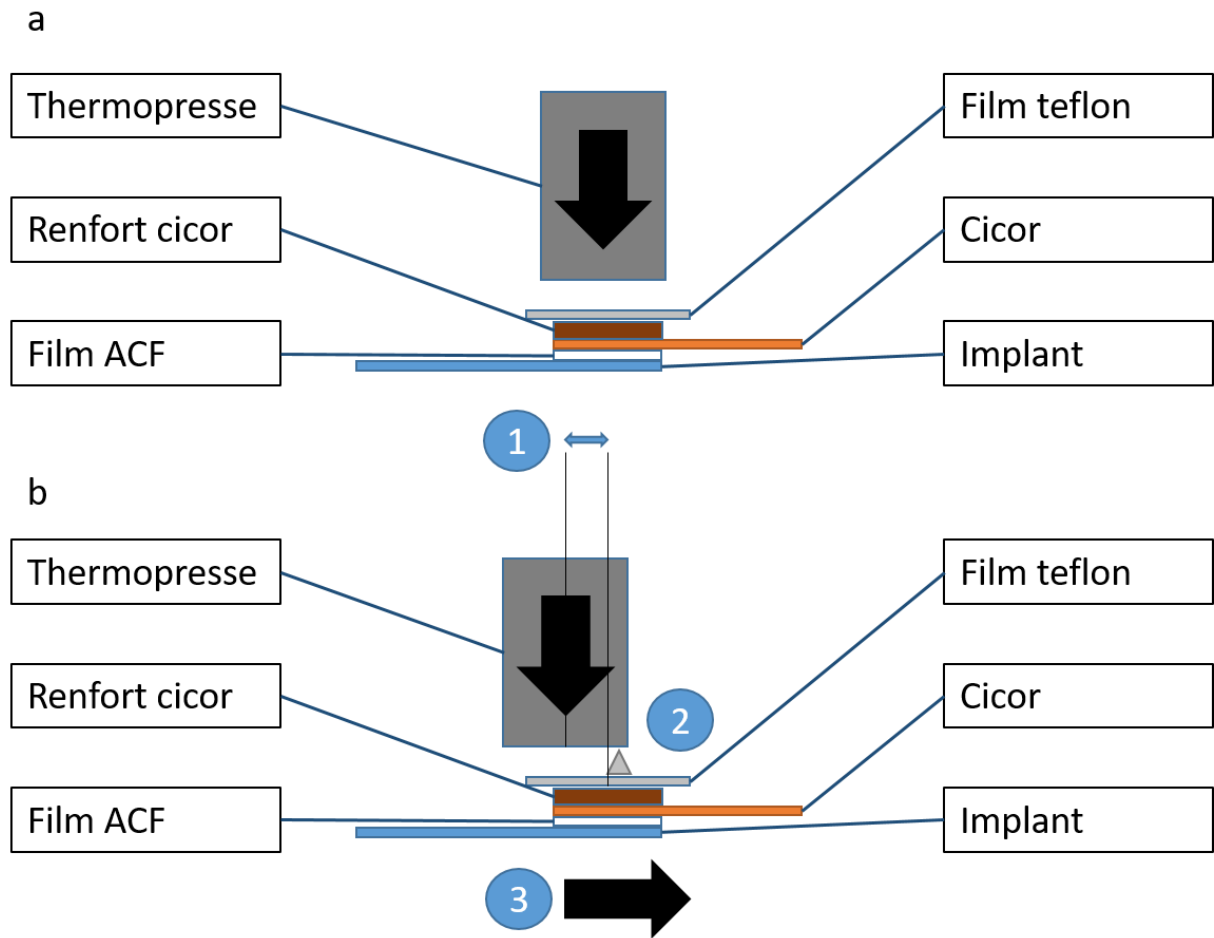 a
Thermopresse
Film teflon
Renfort cicor
Cicor
Film ACF
Implant
1
b
Thermopresse
Film teflon
2
Renfort cicor
Cicor
Film ACF
Implant
3